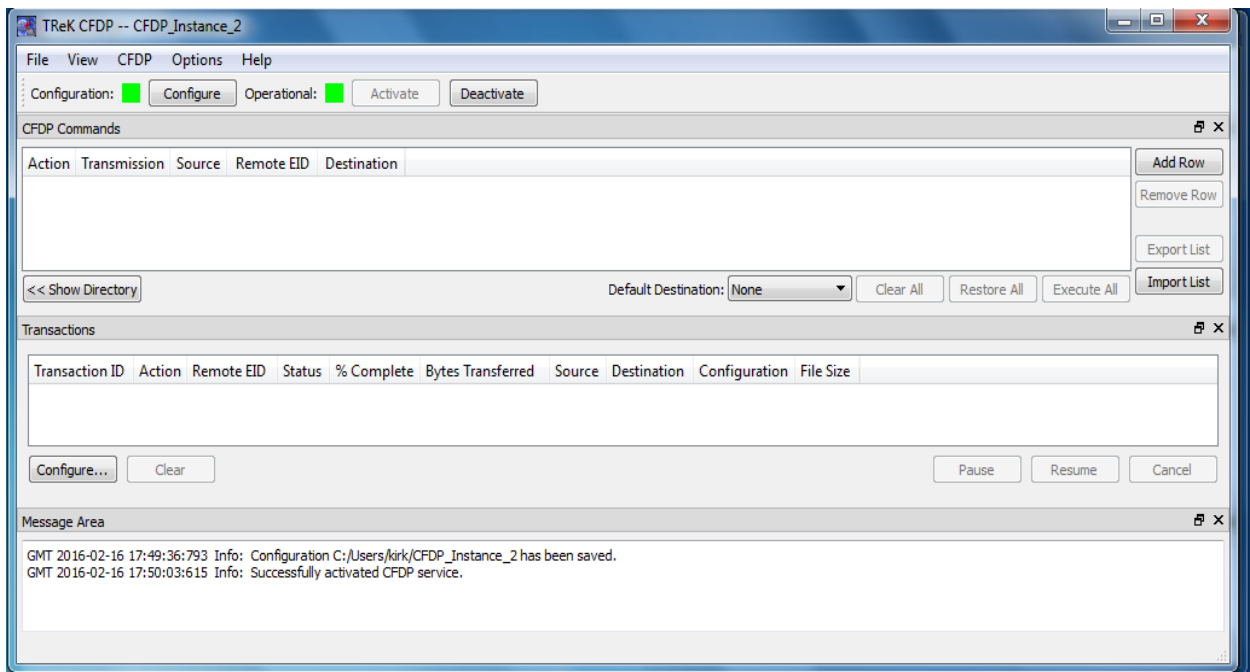 TReK CFDP -- CFDP_Instance_2
File View CFDP Options Help
Configuration: Configure Operational: Activate Deactivate
CFDP Commands
Action Transmission Source Remote EID Destination
Add Row
Remove Row
Export List
Import List
<< Show Directory Default Destination: None Clear All Restore All Execute All
Transactions
Transaction ID Action Remote EID Status % Complete Bytes Transferred Source Destination Configuration File Size
Configure... Clear Pause Resume Cancel
Message Area
GMT 2016-02-16 17:49:36:793 Info: Configuration C:/Users/kirk/CFDP_Instance_2 has been saved.
GMT 2016-02-16 17:50:03:615 Info: Successfully activated CFDP service.